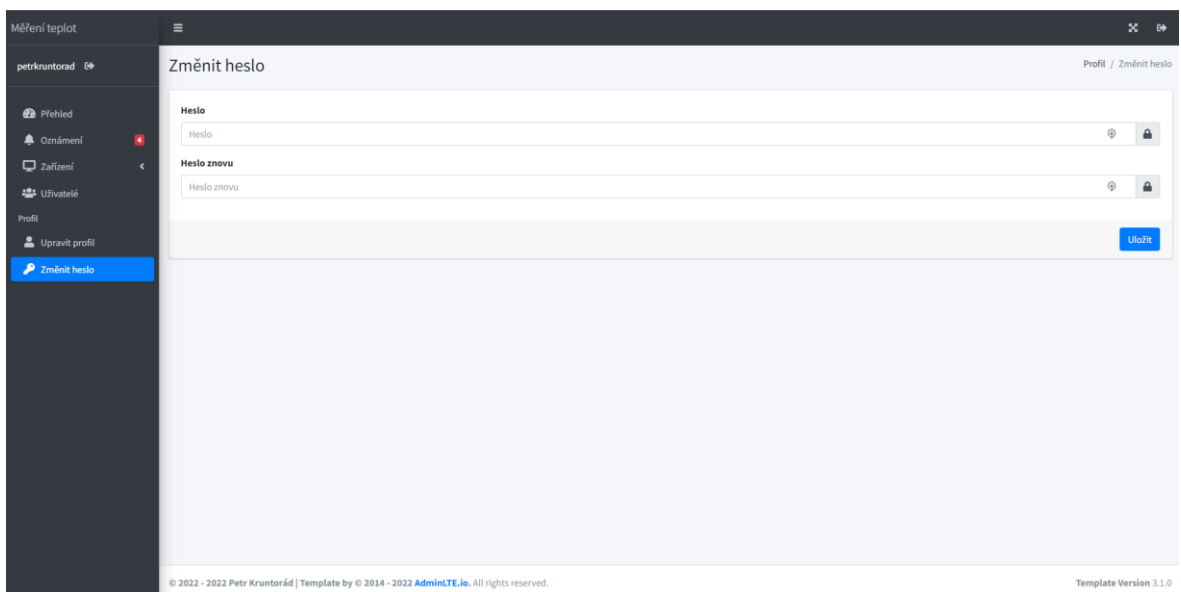 Měření teplot
petrkruntorad
Přehled
Oznámení 4
Zařízení
Uživatelé
Profil
Upravit profil
Změnit heslo
Změnit heslo
Profil / Změnit heslo
Heslo
Heslo
Heslo znovu
Heslo znovu
Uložit
© 2022 - 2022 Petr Kruntorád | Template by © 2014 - 2022 AdminLTE.io. All rights reserved.
Template Version 3.1.0